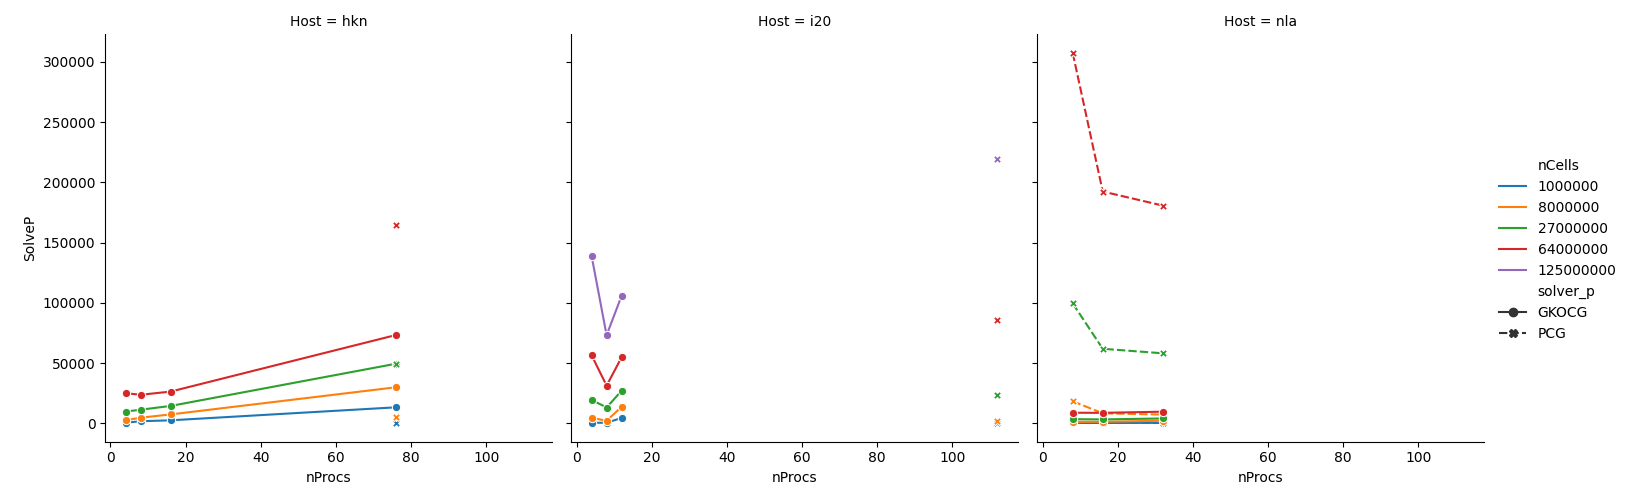 Host = hkn
Host = i20
Host = nla
SolveP
300000
250000
200000
150000
100000
50000
0
0 20 40 60 80 100
0 20 40 60 80 100
0 20 40 60 80 100
nProcs
nProcs
nProcs
nCells
1000000
8000000
27000000
64000000
125000000
solver_p
GKOCG
PCG